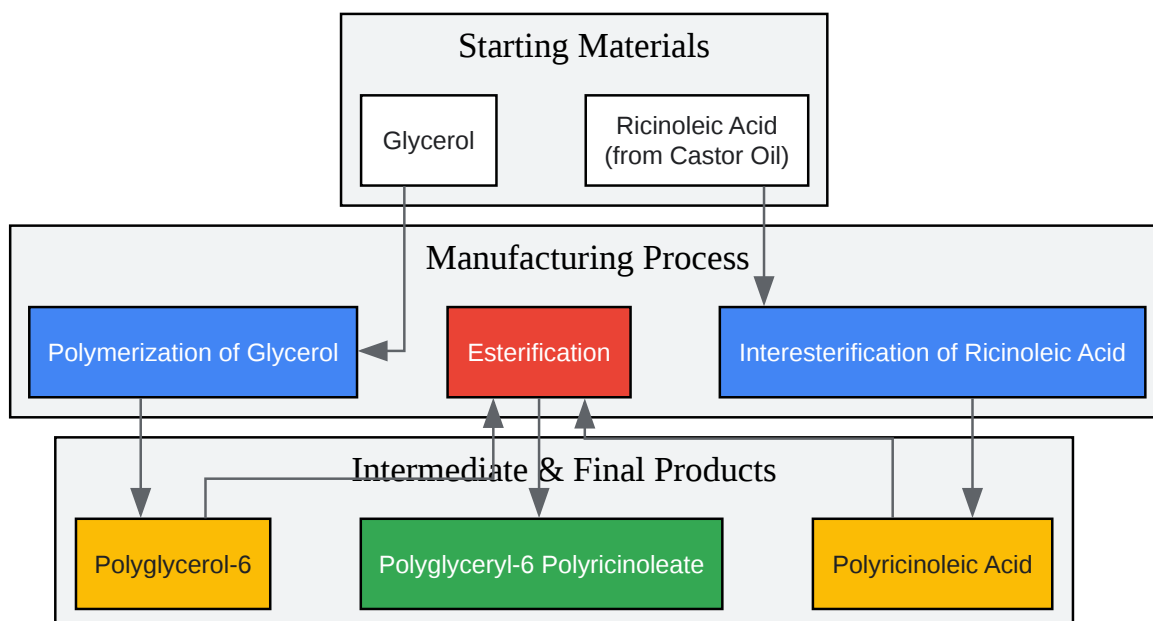 Starting Materials
Glycerol
Ricinoleic Acid
(from Castor Oil)
Manufacturing Process
Polymerization of Glycerol
Esterification
Interesterification of Ricinoleic Acid
Intermediate & Final Products
Polyglycerol-6
Polyglyceryl-6 Polyricinoleate
Polyricinoleic Acid